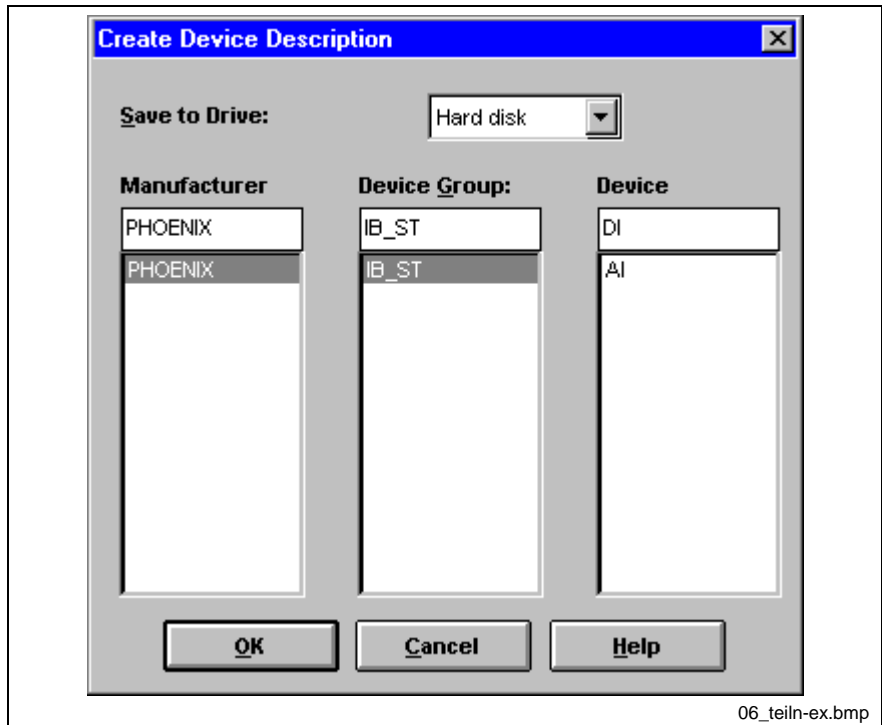 Create Device Description
Save to Drive: Hard disk
Manufacturer Device Group: Device
PHOENIX IB_ST DI
PHOENIX IB_ST AI
OK Cancel Help
06_teiln-ex.bmp